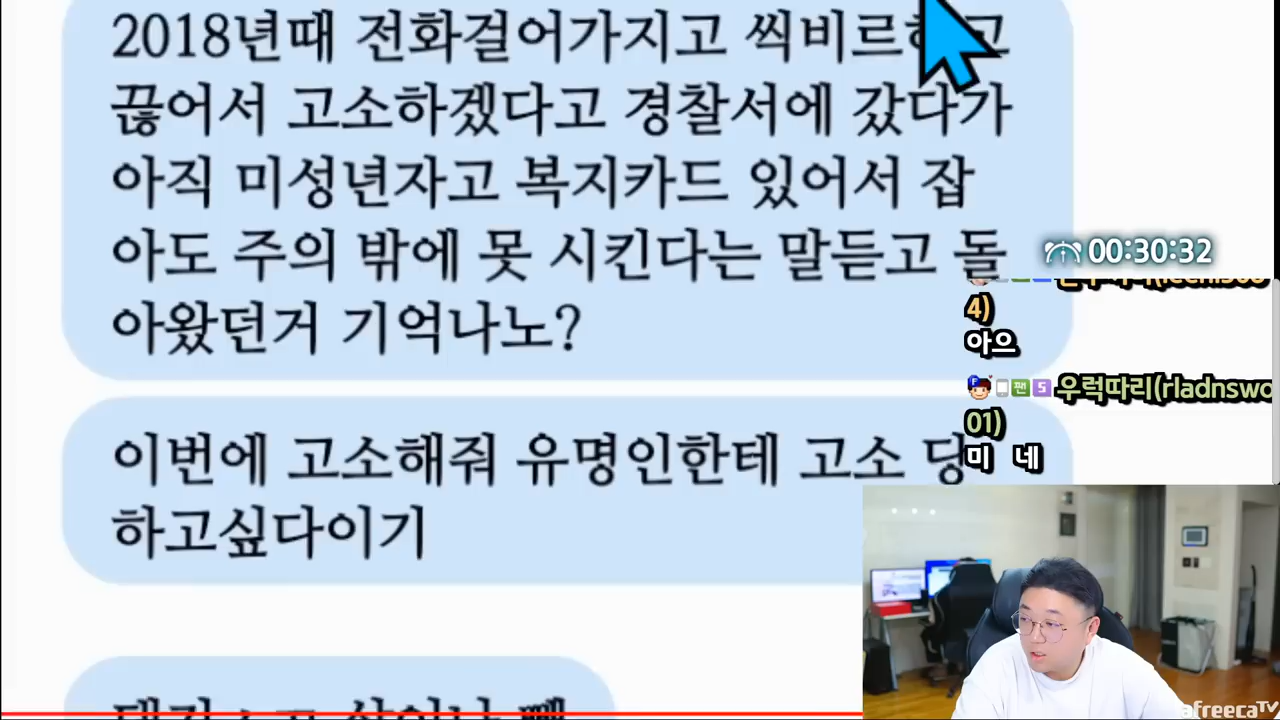 2018년때 전화걸어가지고 씩비르하고
끊어서 고소하겠다고 경찰서에 갔다가
아직 미성년자고 복지카드 있어서 잡
아도 주의 밖에 못 시킨다는 말듣고 돌
아왔던거 기억나노?
이번에 고소해줘 유명인한테 고소 당
하고싶다이기
00:30:32
4)
아으
팬 S 우럭따리(rladnswo
01)
미 네
afreecaTV